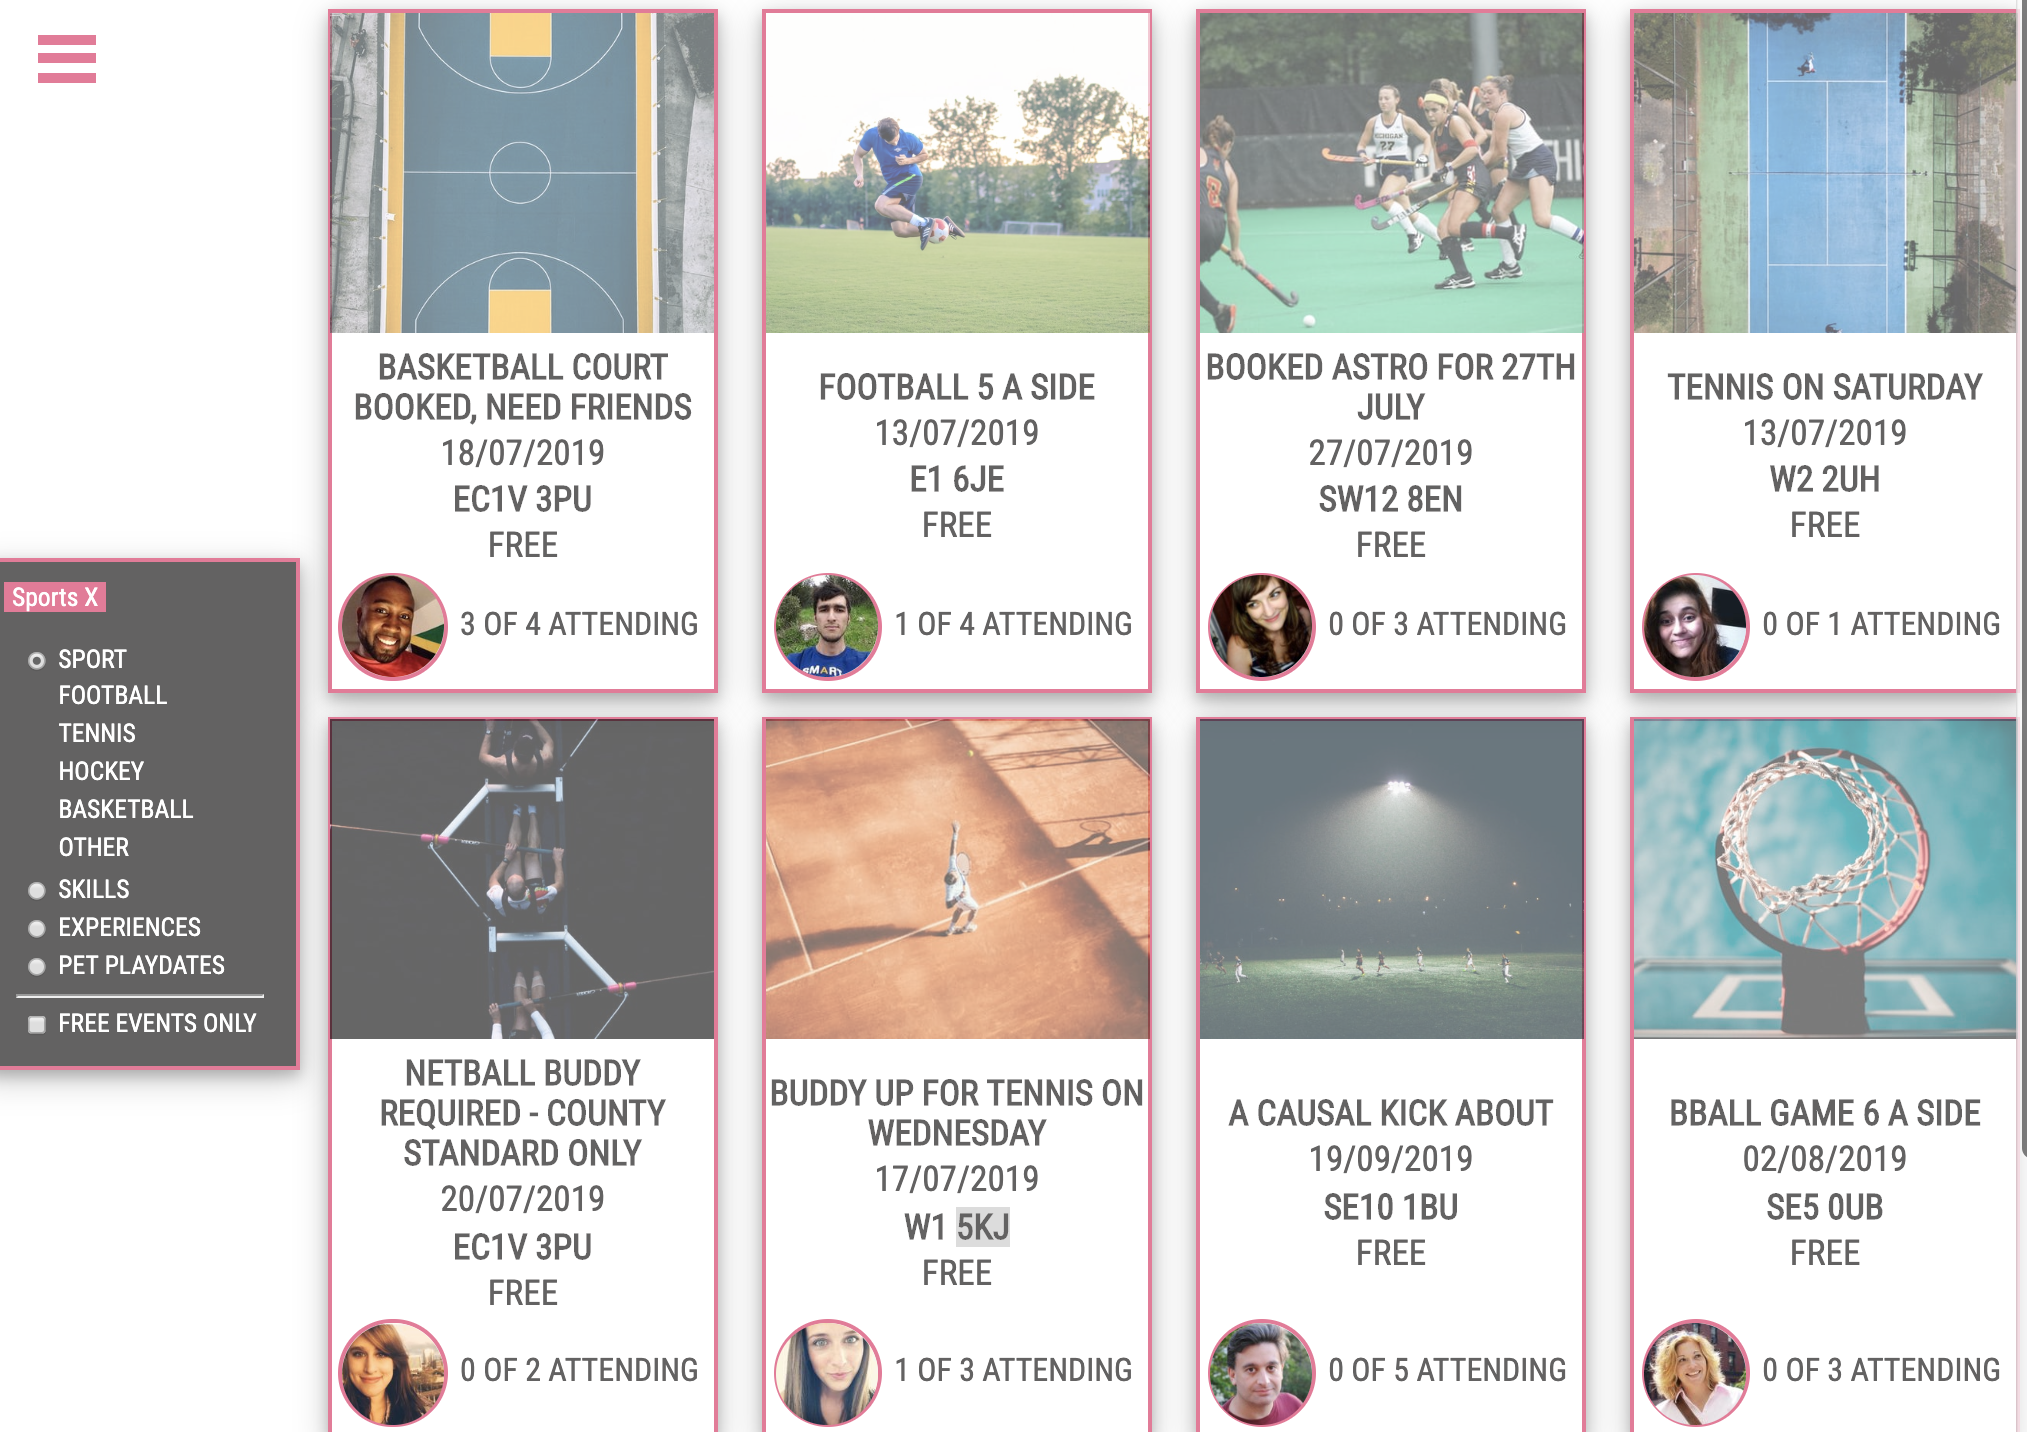 Sports X
SPORT
FOOTBALL
TENNIS
HOCKEY
BASKETBALL
OTHER
SKILLS
EXPERIENCES
PET PLAYDATES
FREE EVENTS ONLY
BASKETBALL COURT
BOOKED, NEED FRIENDS
18/07/2019
EC1V 3PU
FREE
3 OF 4 ATTENDING
FOOTBALL 5 A SIDE
13/07/2019
E1 6JE
FREE
SMART
1 OF 4 ATTENDING
MICHIGAN
27
BOOKED ASTRO FOR 27TH
JULY
27/07/2019
SW12 8EN
FREE
0 OF 3 ATTENDING
TENNIS ON SATURDAY
13/07/2019
W2 2UH
FREE
0 OF 1 ATTENDING
NETBALL BUDDY
REQUIRED - COUNTY
STANDARD ONLY
20/07/2019
EC1V 3PU
FREE
0 OF 2 ATTENDING
BUDDY UP FOR TENNIS ON
WEDNESDAY
17/07/2019
W1 5KJ
FREE
1 OF 3 ATTENDING
A CAUSAL KICK ABOUT
19/09/2019
SE10 1BU
FREE
0 OF 5 ATTENDING
BBALL GAME 6 A SIDE
02/08/2019
SE5 0UB
FREE
0 OF 3 ATTENDING